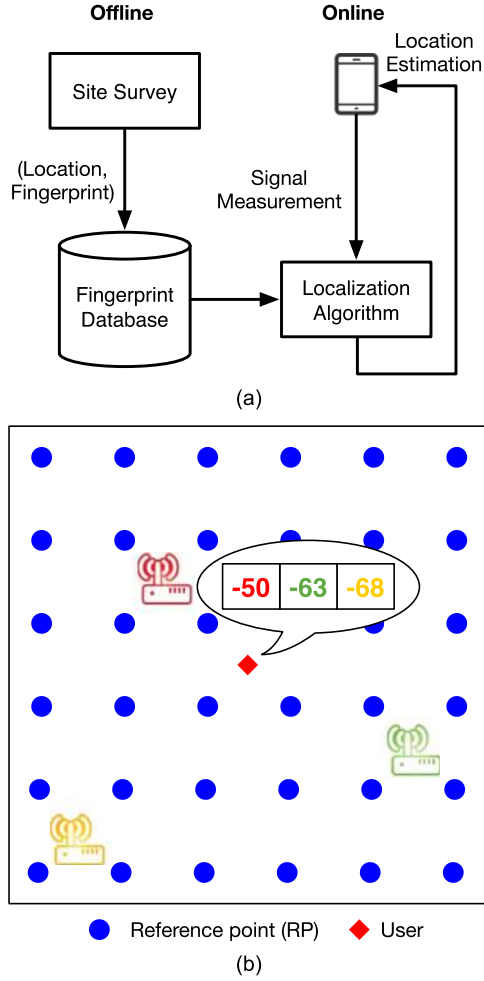 Offline
Online
Site Survey
Location
Estimation
(Location,
Fingerprint)
Signal
Measurement
Fingerprint
Database
Localization
Algorithm
(a)
-50 -63 -68
Reference point (RP) User
(b)